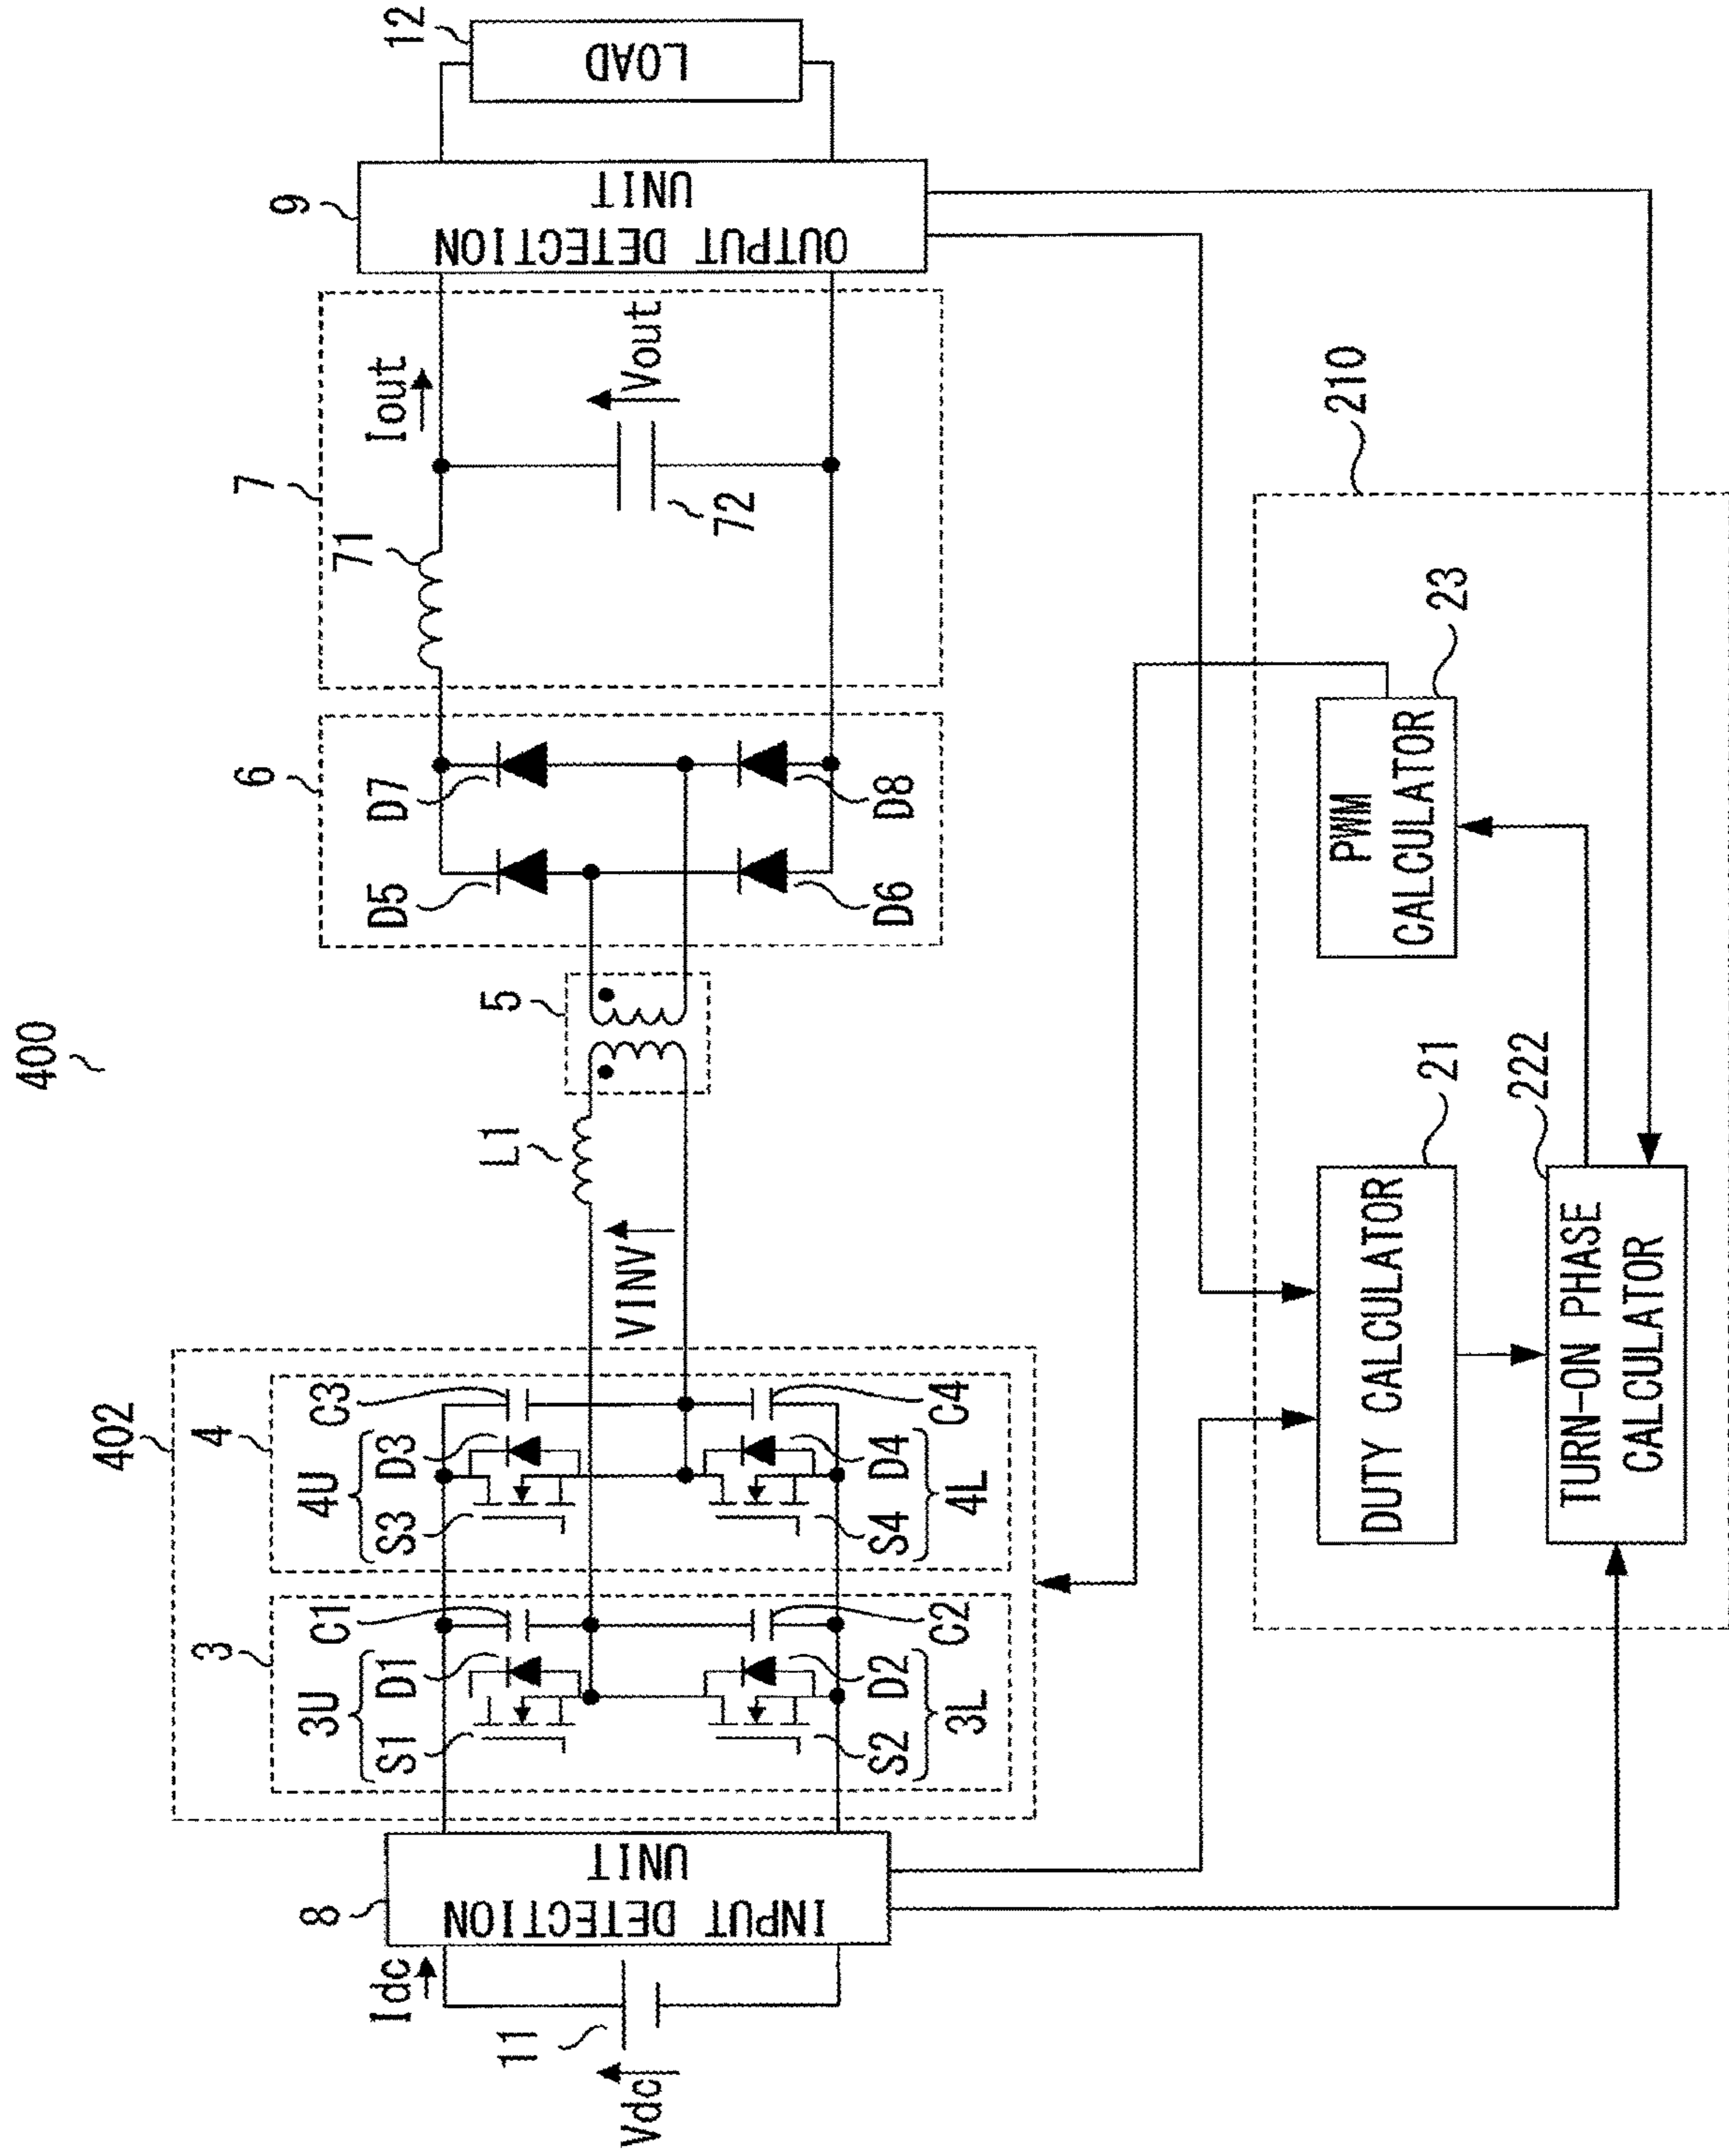 400
402
3
4
3U
4U
S1
D1
C1
S3
D3
C3
S2
D2
C2
S4
D4
C4
3L
4L
8
INPUT DETECTION
UNIT
Idc
11
Vdc
VINV
L1
5
6
D5
D7
D6
D8
7
71
72
Iout
Vout
9
OUTPUT DETECTION
UNIT
12
LOAD
210
DUTY CALCULATOR
21
TURN-ON PHASE
CALCULATOR
222
PWM
CALCULATOR
23